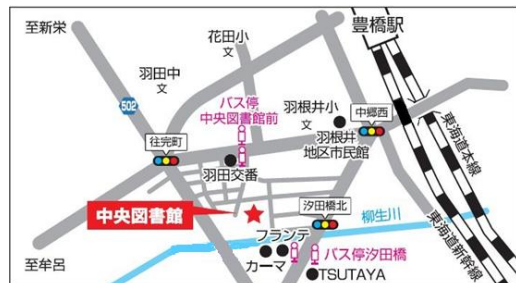 至新栄
花田小
文
豊橋駅
羽田中
文
502
バス停
中央図書館前
羽根井小
文
中郷西
往完町
羽根井
地区市民館
東海道本線
羽田交番
中央図書館
汐田橋北
柳生川
東海道新幹線
フランテ
カーマ
バス停汐田橋
至牟呂
TSUTAYA